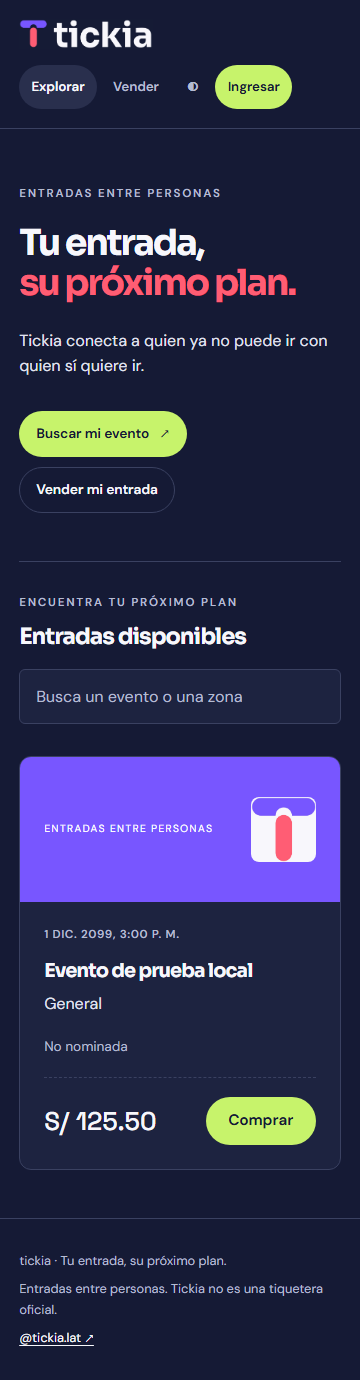 tickia
Explorar
Vender
Ingresar
ENTRADAS ENTRE PERSONAS
Tu entrada,
su próximo plan.
Tickia conecta a quien ya no puede ir con
quien sí quiere ir.
Buscar mi evento ↗
Vender mi entrada
ENCUENTRA TU PRÓXIMO PLAN
Entradas disponibles
Busca un evento o una zona
ENTRADAS ENTRE PERSONAS
1 DIC. 2099, 3:00 P. M.
Evento de prueba local
General
No nominada
S/ 125.50
Comprar
tickia · Tu entrada, su próximo plan.
Entradas entre personas. Tickia no es una tiquetera
oficial.
@tickia.lat ↗